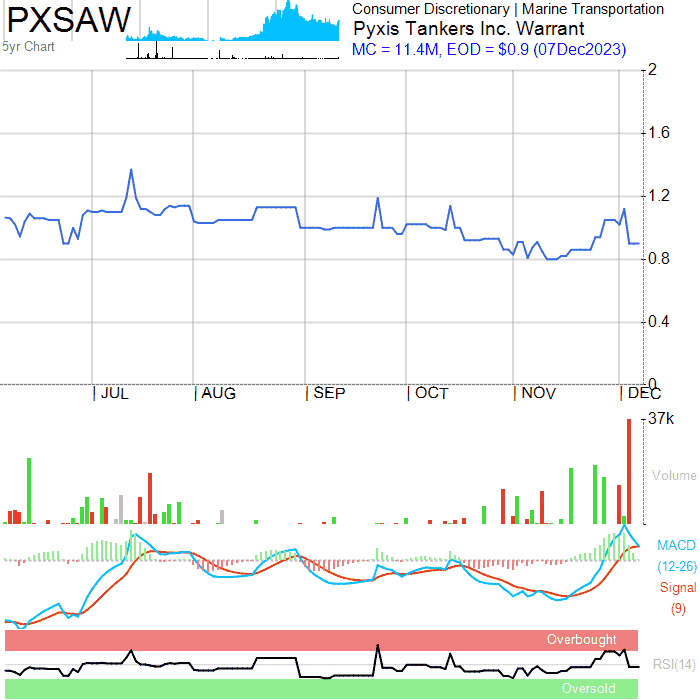 PXSAW
5yr Chart
Consumer Discretionary | Marine Transportation
Pyxis Tankers Inc. Warrant
MC = 11.4M, EOD = $0.9 (07Dec2023)
2
1.6
1.2
0.8
0.4
0
JUL AUG SEP OCT NOV DEC
37k
Volume
MACD
(12-26)
Signal
(9)
Overbought
RSI(14)
Oversold